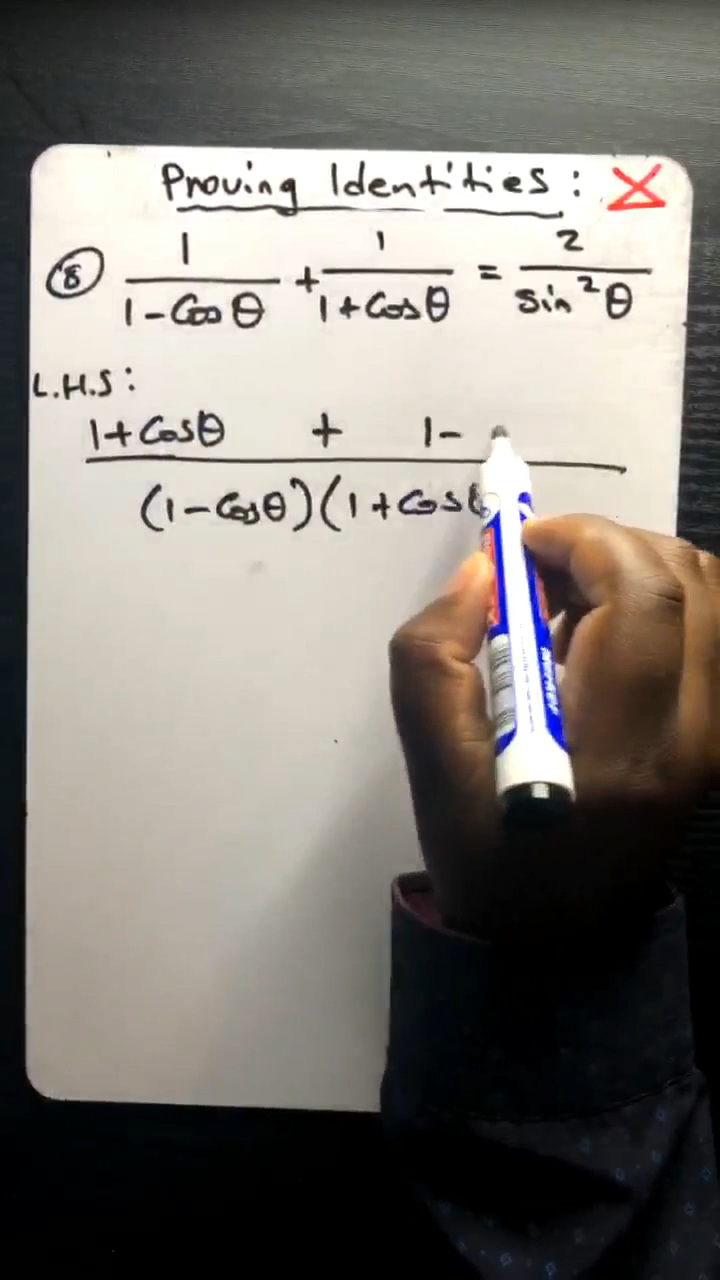 Proving Identities:
⑧ 1/(1-Cosθ) + 1/(1+Cosθ) = 2/sin²θ
L.H.S:
1+Cosθ + 1-
(1-Cosθ)(1+Cos